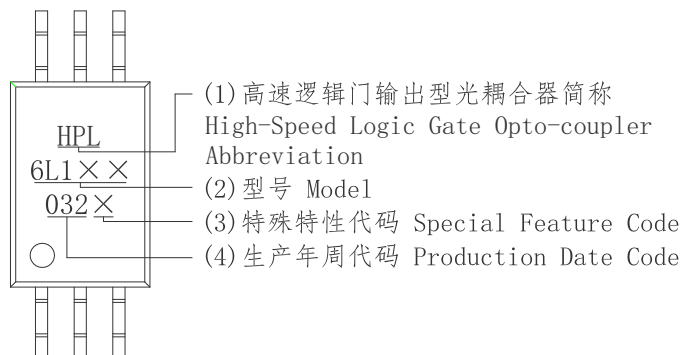 HPL
6L1××
032×
(1)高速逻辑门输出型光耦合器简称
High-Speed Logic Gate Opto-coupler
Abbreviation
(2)型号 Model
(3)特殊特性代码 Special Feature Code
(4)生产年周代码 Production Date Code